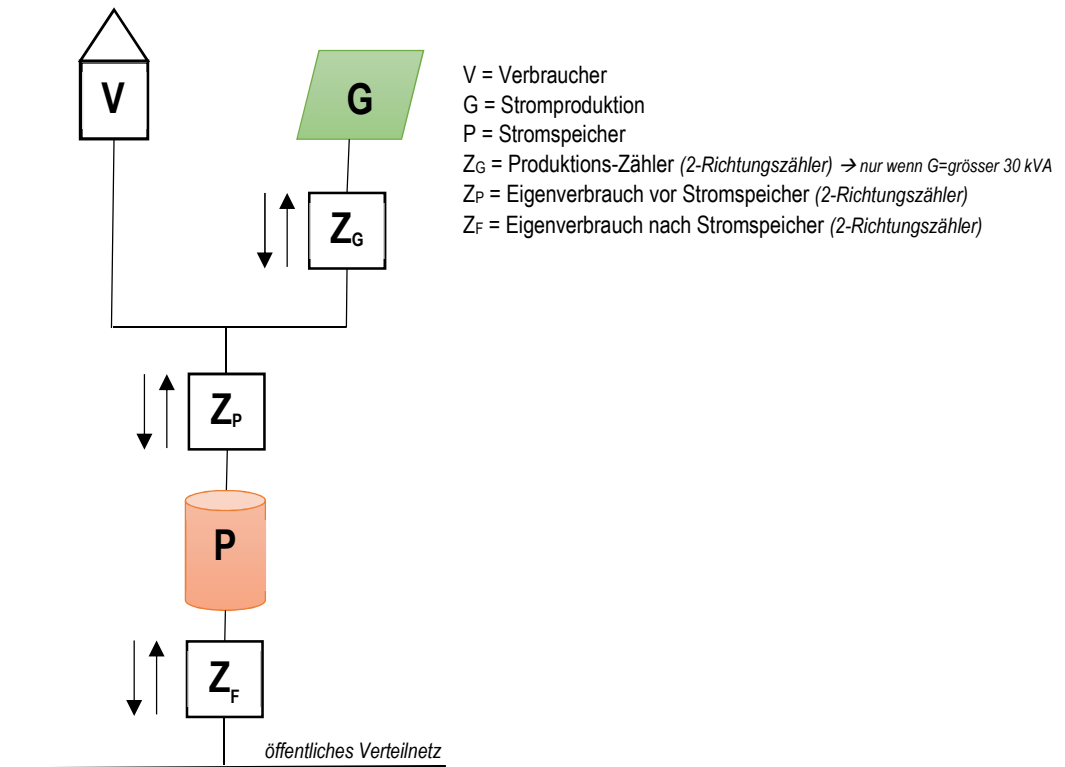 V
G
V = Verbraucher
G = Stromproduktion
P = Stromspeicher
ZG = Produktions-Zähler (2-Richtungszähler) → nur wenn G=grösser 30 kVA
ZP = Eigenverbrauch vor Stromspeicher (2-Richtungszähler)
ZF = Eigenverbrauch nach Stromspeicher (2-Richtungszähler)
ZG
ZP
P
ZF
öffentliches Verteilnetz